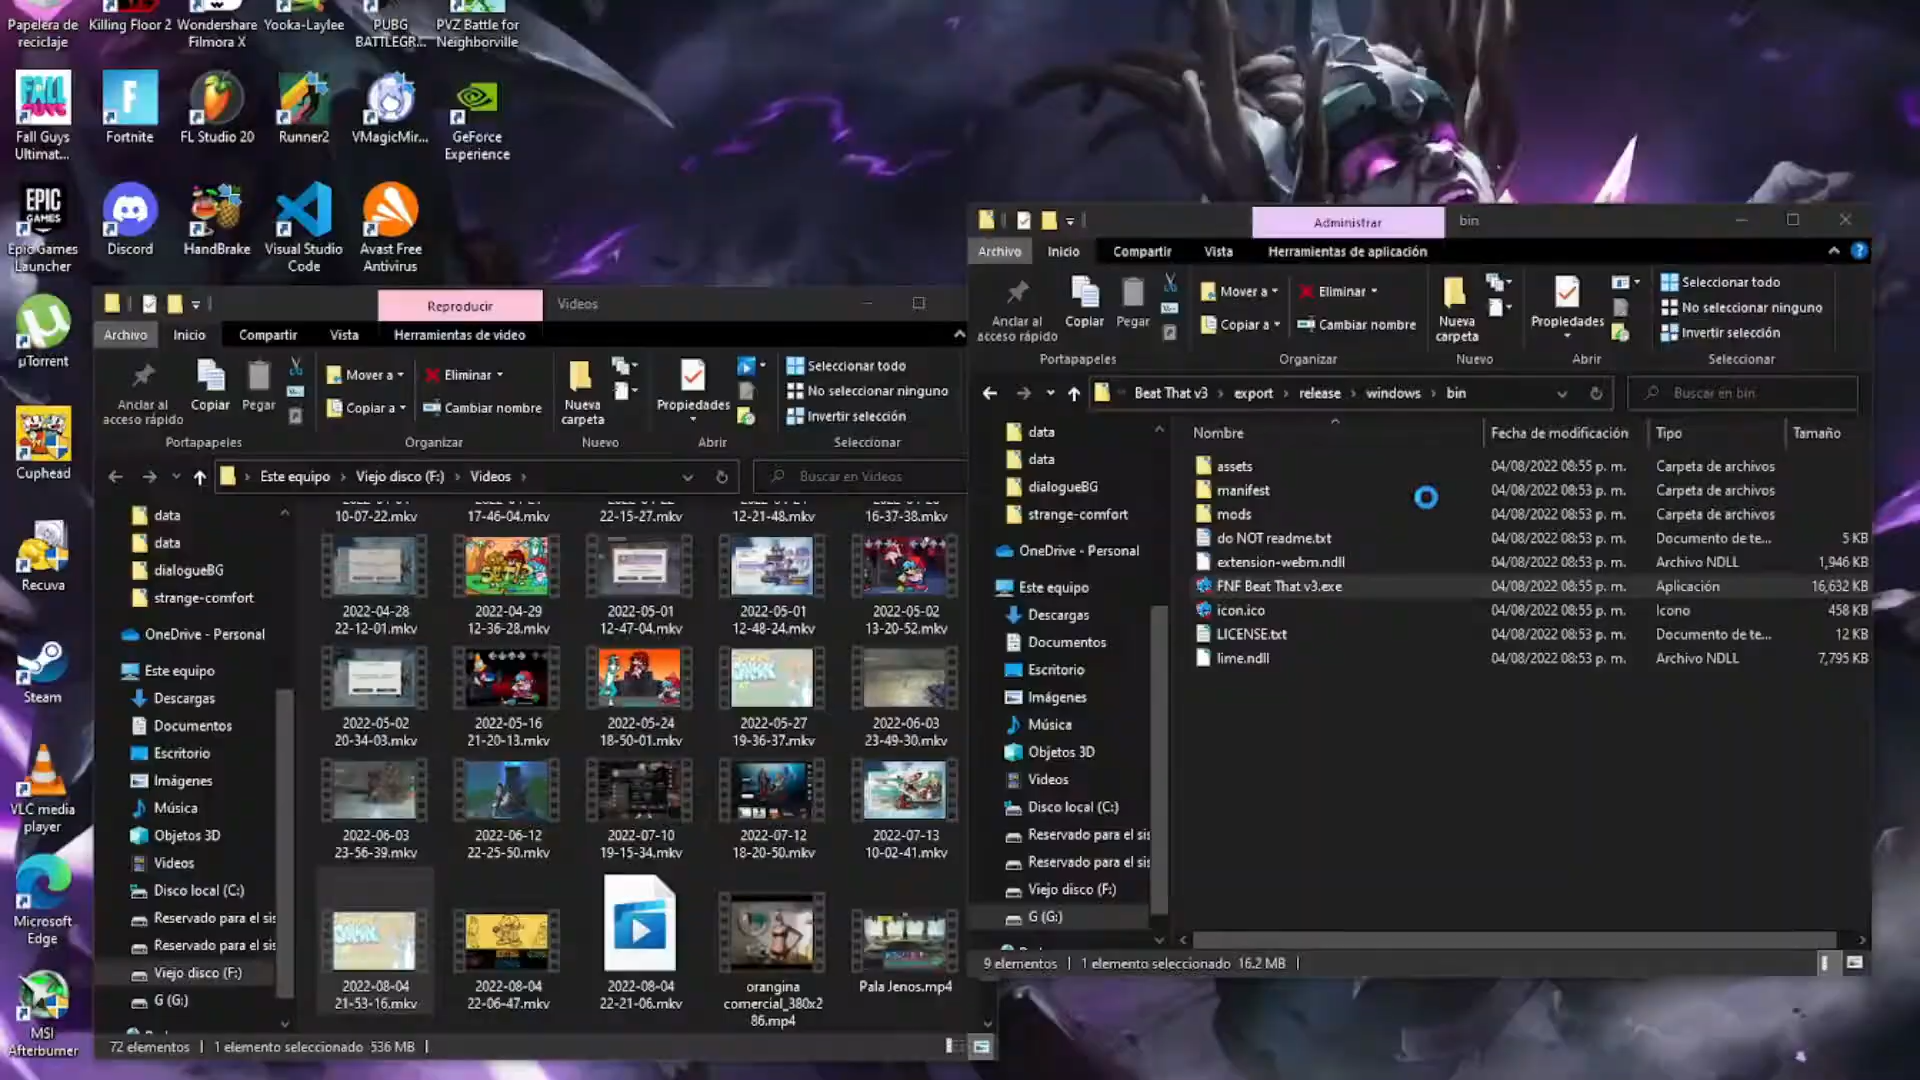 Papelera de
reciclaje
Killing Floor 2
Wondershare
Filmora X
Yooka-Laylee
PUBG
BATTLEGR...
PVZ Battle for
Neighborville
FALL
GUYS
Fall Guys
Ultimat...
Fortnite
FL Studio 20
Runner2
VMagicMir...
GeForce
Experience
EPIC
GAMES
Epic Games
Launcher
Discord
HandBrake
Visual Studio
Code
Avast Free
Antivirus
µTorrent
Cuphead
Recuva
Steam
VLC media
player
Microsoft
Edge
MSI
Afterburner
Reproducir
Videos
Archivo
Inicio
Compartir
Vista
Herramientas de video
Anclar al
acceso rápido
Copiar
Pegar
Portapapeles
Mover a
Copiar a
Eliminar
Cambiar nombre
Organizar
Nueva
carpeta
Nuevo
Propiedades
Abrir
Seleccionar todo
No seleccionar ninguno
Invertir selección
Seleccionar
Este equipo
Viejo disco (F:)
Videos
Buscar en Videos
data
data
dialogueBG
strange-comfort
OneDrive - Personal
Este equipo
Descargas
Documentos
Escritorio
Imágenes
Música
Objetos 3D
Videos
Disco local (C:)
Reservado para el sis
Reservado para el sis
Viejo disco (F:)
G (G:)
10-07-22.mkv
17-46-04.mkv
22-15-27.mkv
12-21-48.mkv
16-37-38.mkv
2022-04-28
22-12-01.mkv
2022-04-29
12-36-28.mkv
2022-05-01
12-47-04.mkv
2022-05-01
12-48-24.mkv
2022-05-02
13-20-52.mkv
2022-05-02
20-34-03.mkv
2022-05-16
21-20-13.mkv
2022-05-24
18-50-01.mkv
2022-05-27
19-36-37.mkv
2022-06-03
23-49-30.mkv
2022-06-03
23-56-39.mkv
2022-06-12
22-25-50.mkv
2022-07-10
19-15-34.mkv
2022-07-12
18-20-50.mkv
2022-07-13
10-02-41.mkv
2022-08-04
21-53-16.mkv
2022-08-04
22-06-47.mkv
2022-08-04
22-21-06.mkv
orangina
comercial_380x2
86.mp4
Pala Jenos.mp4
72 elementos
1 elemento seleccionado 536 MB
Administrar
bin
Archivo
Inicio
Compartir
Vista
Herramientas de aplicación
Anclar al
acceso rápido
Copiar
Pegar
Portapapeles
Mover a
Copiar a
Eliminar
Cambiar nombre
Organizar
Nueva
carpeta
Nuevo
Propiedades
Abrir
Seleccionar todo
No seleccionar ninguno
Invertir selección
Seleccionar
Beat That v3
export
release
windows
bin
Buscar en bin
data
data
dialogueBG
strange-comfort
OneDrive - Personal
Este equipo
Descargas
Documentos
Escritorio
Imágenes
Música
Objetos 3D
Videos
Disco local (C:)
Reservado para el sis
Reservado para el sis
Viejo disco (F:)
G (G:)
Nombre Fecha de modificación Tipo Tamaño
assets 04/08/2022 08:55 p. m. Carpeta de archivos
manifest 04/08/2022 08:53 p. m. Carpeta de archivos
mods 04/08/2022 08:53 p. m. Carpeta de archivos
do NOT readme.txt 04/08/2022 08:53 p. m. Documento de te... 5 KB
extension-webm.ndll 04/08/2022 08:53 p. m. Archivo NDLL 1,946 KB
FNF Beat That v3.exe 04/08/2022 08:55 p. m. Aplicación 16,632 KB
icon.ico 04/08/2022 08:55 p. m. Icono 458 KB
LICENSE.txt 04/08/2022 08:53 p. m. Documento de te... 12 KB
lime.ndll 04/08/2022 08:53 p. m. Archivo NDLL 7,795 KB
9 elementos
1 elemento seleccionado 16.2 MB